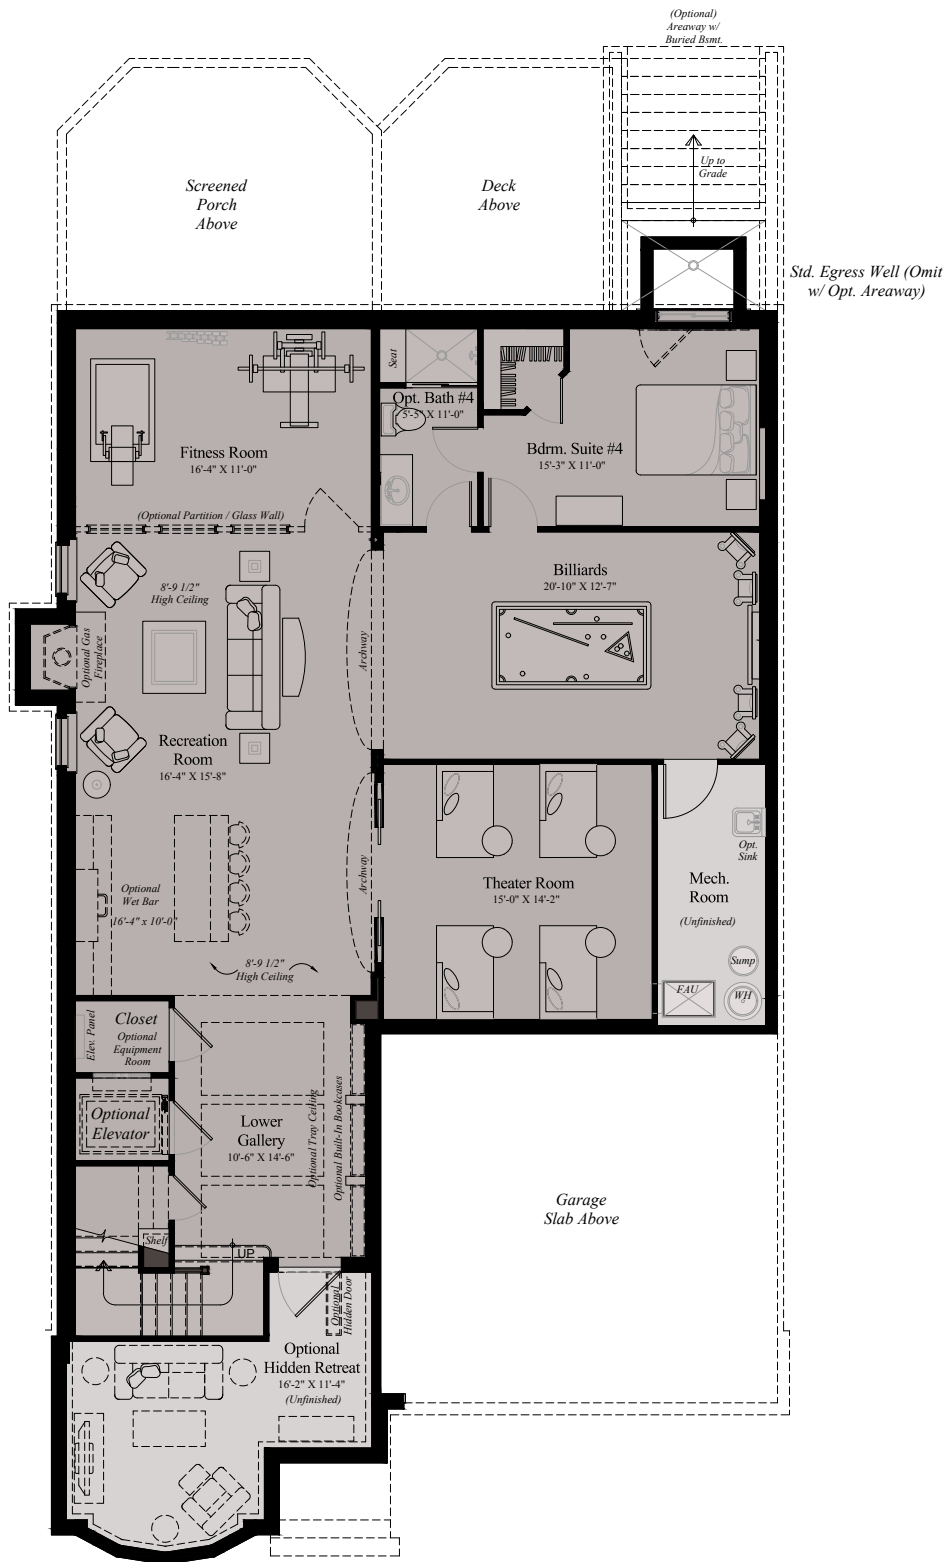 (Optional)
Areaway w/
Buried Bsmt.
Up to
Grade
Screened
Porch
Above
Deck
Above
Std. Egress Well (Omit
w/ Opt. Areaway)
Seat
Opt. Bath #4
5'-5" X 11'-0"
Fitness Room
16'-4" X 11'-0"
Bdrm. Suite #4
15'-3" X 11'-0"
(Optional Partition / Glass Wall)
8'-9 1/2"
High Ceiling
Billiards
20'-10" X 12'-7"
Optional Gas
Fireplace
Archway
Recreation
Room
16'-4" X 15'-8"
Opt.
Sink
Archway
Theater Room
15'-0" X 14'-2"
Mech.
Room
(Unfinished)
Optional
Wet Bar
16'-4" x 10'-0"
8'-9 1/2"
High Ceiling
Sump
FAU
WH
Elev. Panel
Closet
Optional
Equipment
Room
Optional
Elevator
Lower
Gallery
10'-6" X 14'-6"
Optional Tray Ceiling
Optional Built-In Bookcases
Garage
Slab Above
Shelf
UP
Optional
Hidden Door
Optional
Hidden Retreat
16'-2" X 11'-4"
(Unfinished)